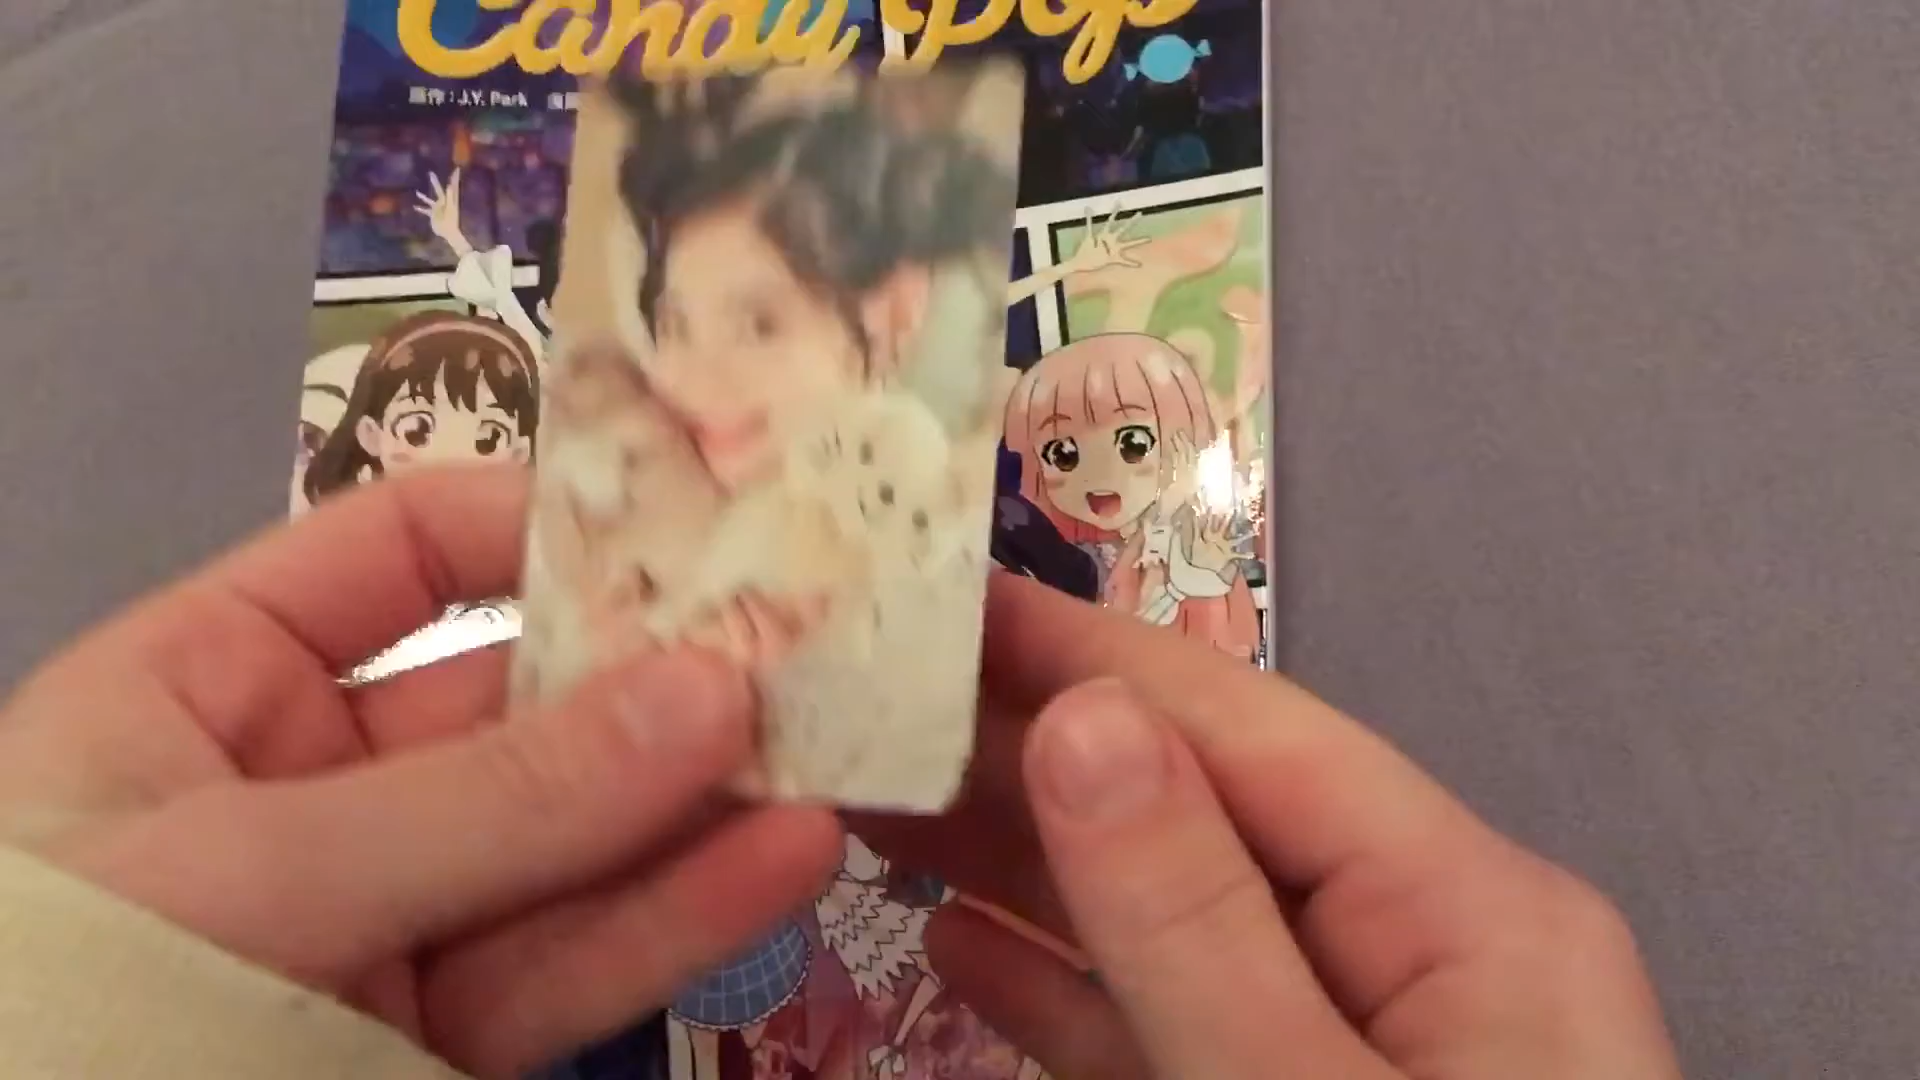 Candy Pop
原作：J.Y. Park